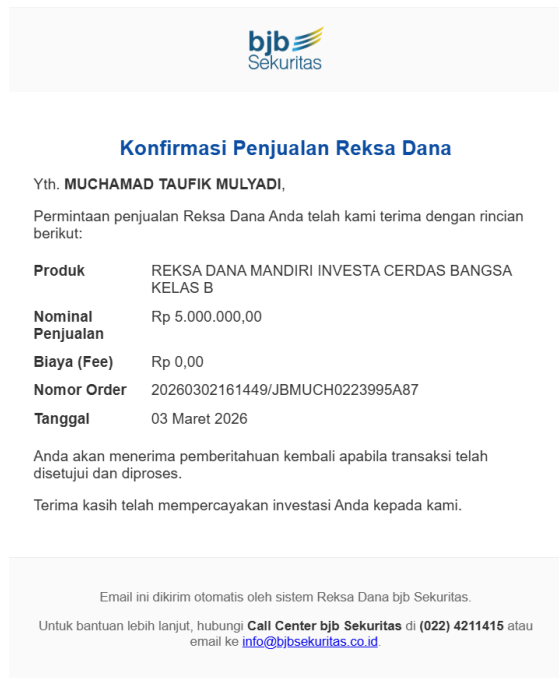 bjb
Sekuritas
Konfirmasi Penjualan Reksa Dana
Yth. MUCHAMAD TAUFIK MULYADI,
Permintaan penjualan Reksa Dana Anda telah kami terima dengan rincian
berikut:
Produk REKSA DANA MANDIRI INVESTA CERDAS BANGSA
KELAS B
Nominal Rp 5.000.000,00
Penjualan
Biaya (Fee) Rp 0,00
Nomor Order 20260302161449/JBMUCH0223995A87
Tanggal 03 Maret 2026
Anda akan menerima pemberitahuan kembali apabila transaksi telah
disetujui dan diproses.
Terima kasih telah mempercayakan investasi Anda kepada kami.
Email ini dikirim otomatis oleh sistem Reksa Dana bjb Sekuritas.
Untuk bantuan lebih lanjut, hubungi Call Center bjb Sekuritas di (022) 4211415 atau
email ke info@bjbsekuritas.co.id.